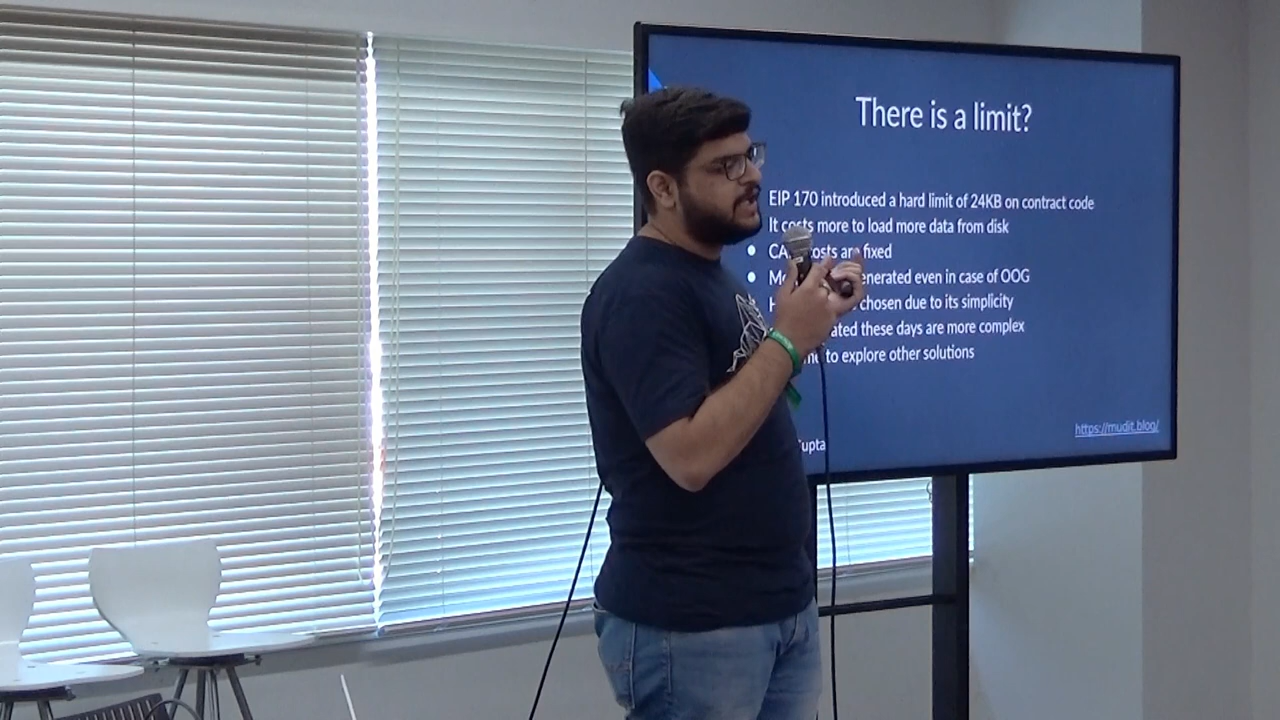 There is a limit?
EIP 170 introduced a hard limit of 24KB on contract code
It costs more to load more data from disk
costs are fixed
even in case of OOG
chosen due to its simplicity
these days are more complex
to explore other solutions
https://mudit.blog/